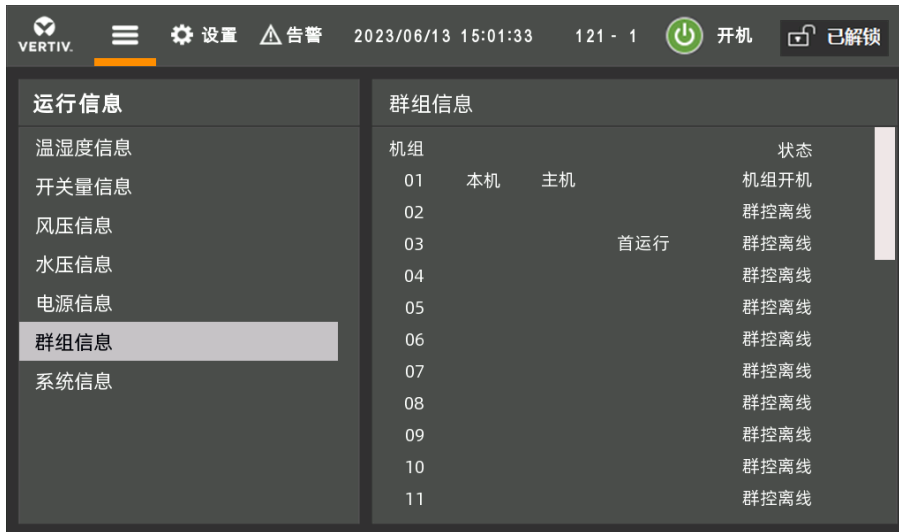 VERTIV. 设置 告警 2023/06/13 15:01:33 121 - 1 开机 已解锁
运行信息
温湿度信息
开关量信息
风压信息
水压信息
电源信息
群组信息
系统信息
群组信息
机组 状态
01 本机 主机 机组开机
02 群控离线
03 首运行 群控离线
04 群控离线
05 群控离线
06 群控离线
07 群控离线
08 群控离线
09 群控离线
10 群控离线
11 群控离线